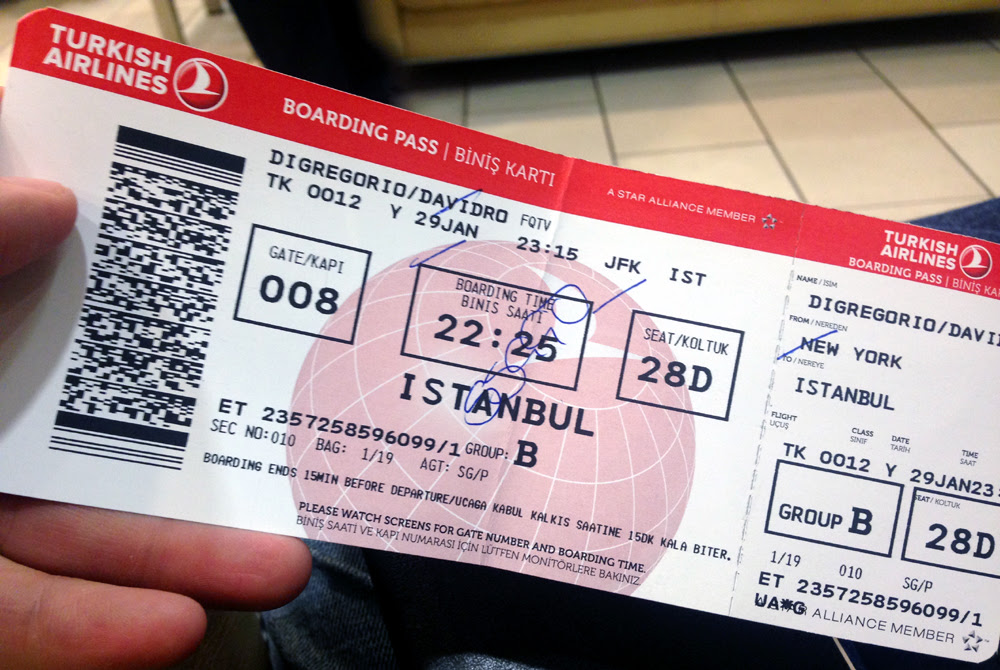 TURKISH
AIRLINES
BOARDING PASS | BİNİŞ KARTI
A STAR ALLIANCE MEMBER
DIGREGORIO/DAVIDRO FQTV
TK 0012 Y 29JAN 23:15 JFK IST
GATE/KAPI
008
BOARDING TIME
BINIS SAATI
22:25
SEAT/KOLTUK
28D
ISTANBUL
ET 2357258596099/1 GROUP: B
SEC NO:010 BAG: 1/19 AGT: SG/P
BOARDING ENDS 15MIN BEFORE DEPARTURE/UCAGA KABUL KALKIS SAATINE 15DK KALA BITER.
PLEASE WATCH SCREENS FOR GATE NUMBER AND BOARDING TIME.
BİNİŞ SAATİ VE KAPI NUMARASI İÇİN LÜTFEN MONİTÖRLERE BAKINIZ
TURKISH
AIRLINES
BOARDING PASS | BİNİŞ KA
NAME / İSİM
DIGREGORIO/DAVI
FROM / NEREDEN
NEW YORK
TO / NEREYE
ISTANBUL
FLIGHT CLASS DATE TIME
UÇUŞ SINIF TARİH SAAT
TK 0012 Y 29JAN23:
GROUP B
SEAT / KOLTUK
28D
1/19 010 SG/P
ET 2357258596099/1
ALLIANCE MEMBER